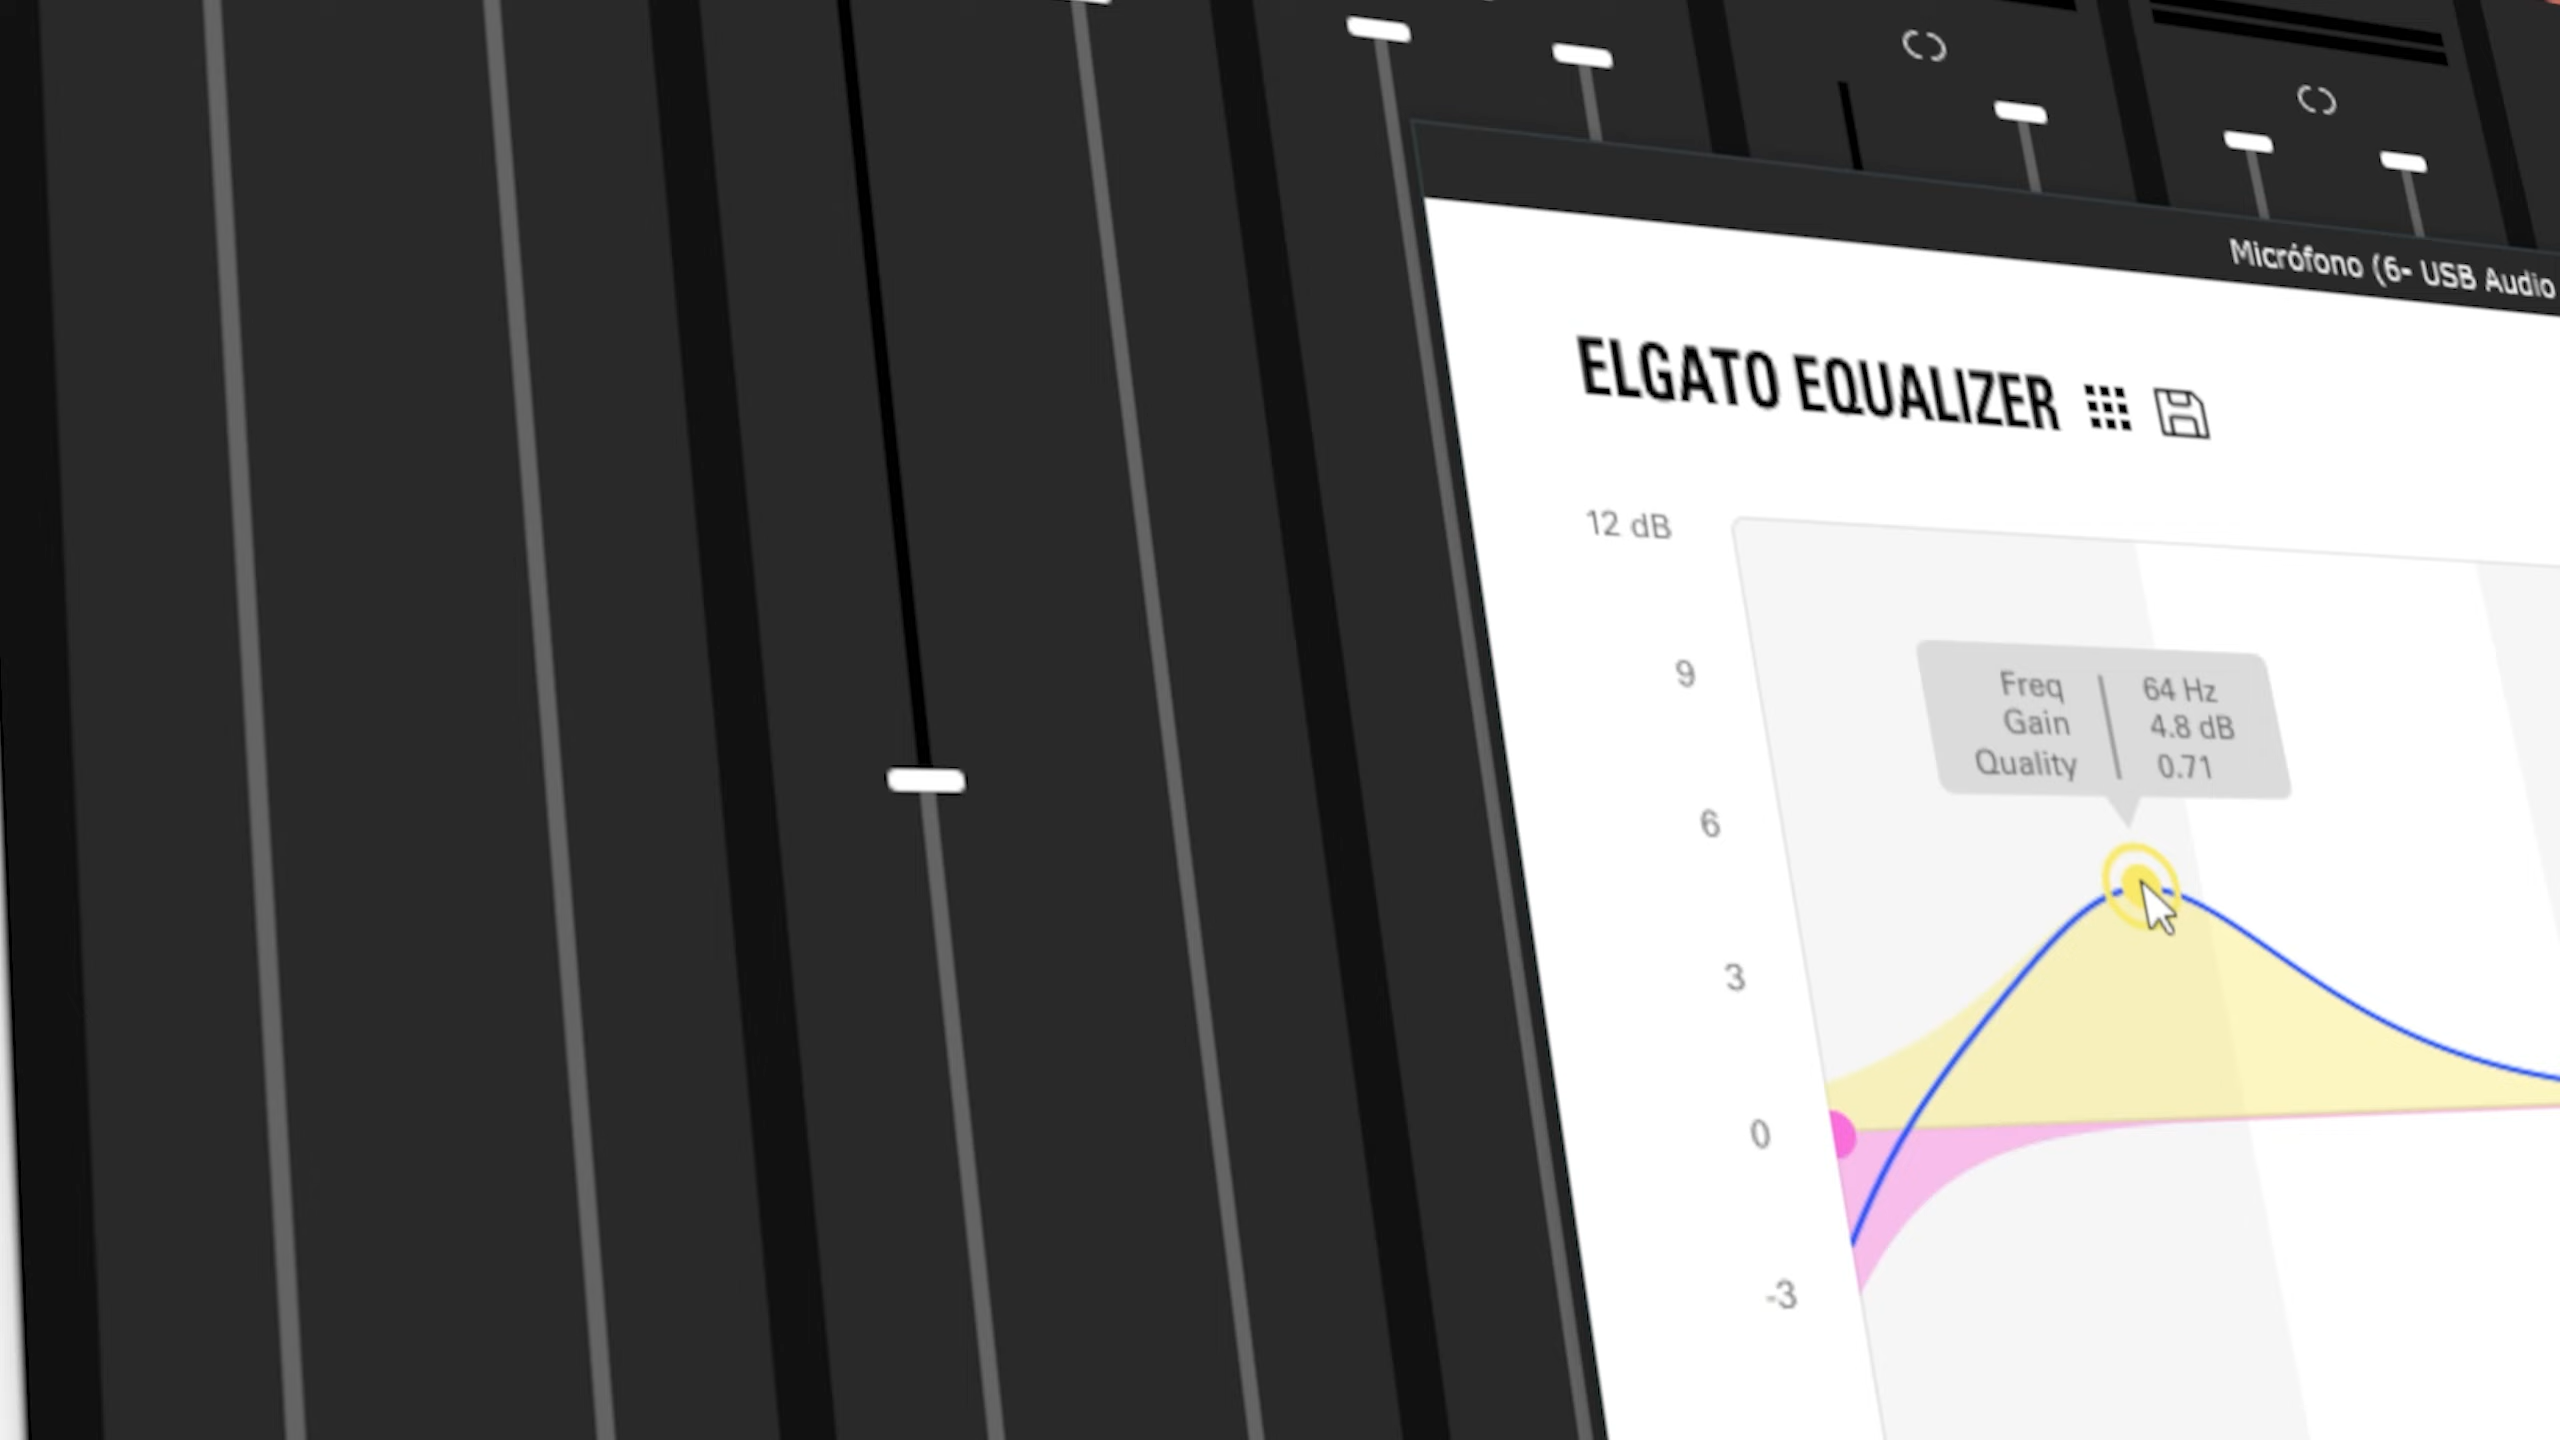 Micrófono (6- USB Audio
ELGATO EQUALIZER
12 dB
9
6
3
0
-3
Freq 64 Hz
Gain 4.8 dB
Quality 0.71